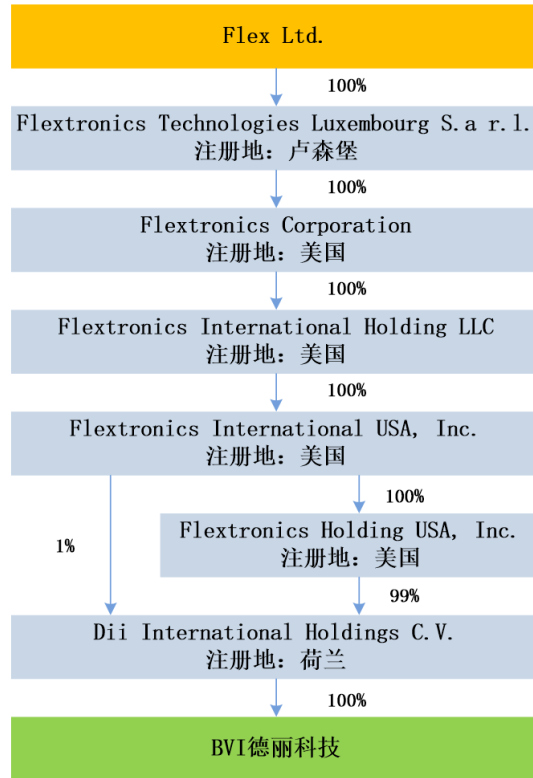 Flex Ltd.
100%
Flextronics Technologies Luxembourg S.a r.l.
注册地：卢森堡
100%
Flextronics Corporation
注册地：美国
100%
Flextronics International Holding LLC
注册地：美国
100%
Flextronics International USA, Inc.
注册地：美国
100%
1%
Flextronics Holding USA, Inc.
注册地：美国
99%
Dii International Holdings C.V.
注册地：荷兰
100%
BVI德丽科技